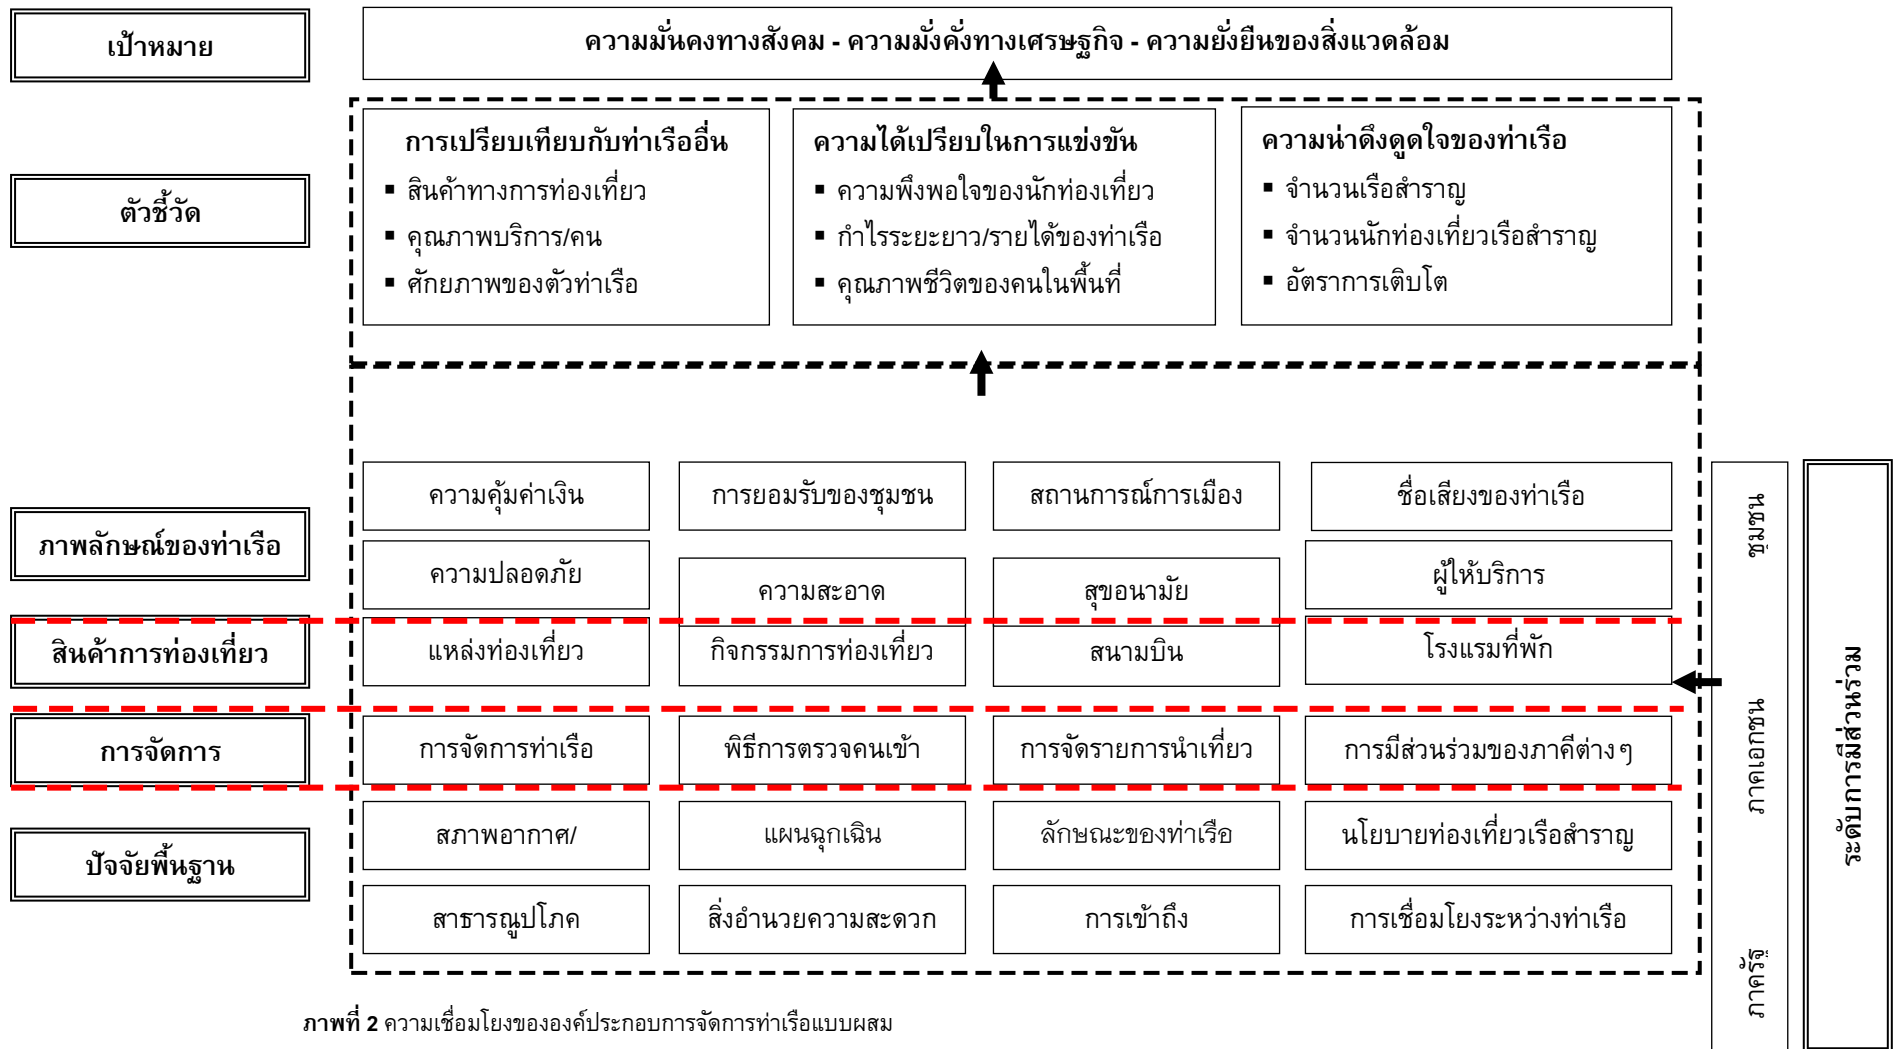 เป้าหมาย
ความมั่นคงทางสังคม - ความมั่งคั่งทางเศรษฐกิจ - ความยั่งยืนของสิ่งแวดล้อม
ตัวชี้วัด
การเปรียบเทียบกับท่าเรืออื่น
▪ สินค้าทางการท่องเที่ยว
▪ คุณภาพบริการ/คน
▪ ศักยภาพของตัวท่าเรือ
ความได้เปรียบในการแข่งขัน
▪ ความพึงพอใจของนักท่องเที่ยว
▪ กำไรระยะยาว/รายได้ของท่าเรือ
▪ คุณภาพชีวิตของคนในพื้นที่
ความน่าดึงดูดใจของท่าเรือ
▪ จำนวนเรือสำราญ
▪ จำนวนนักท่องเที่ยวเรือสำราญ
▪ อัตราการเติบโต
ภาพลักษณ์ของท่าเรือ
ความคุ้มค่าเงิน
การยอมรับของชุมชน
สถานการณ์การเมือง
ชื่อเสียงของท่าเรือ
ความปลอดภัย
ความสะอาด
สุขอนามัย
ผู้ให้บริการ
สินค้าการท่องเที่ยว
แหล่งท่องเที่ยว
กิจกรรมการท่องเที่ยว
สนามบิน
โรงแรมที่พัก
การจัดการ
การจัดการท่าเรือ
พิธีการตรวจคนเข้า
การจัดรายการนำเที่ยว
การมีส่วนร่วมของภาคีต่างๆ
ปัจจัยพื้นฐาน
สภาพอากาศ/
แผนฉุกเฉิน
ลักษณะของท่าเรือ
นโยบายท่องเที่ยวเรือสำราญ
สาธารณูปโภค
สิ่งอำนวยความสะดวก
การเข้าถึง
การเชื่อมโยงระหว่างท่าเรือ
ชุมชน
ภาคเอกชน
ภาครัฐ
ระดับการมีส่วนร่วม
ภาพที่ 2 ความเชื่อมโยงขององค์ประกอบการจัดการท่าเรือแบบผสม